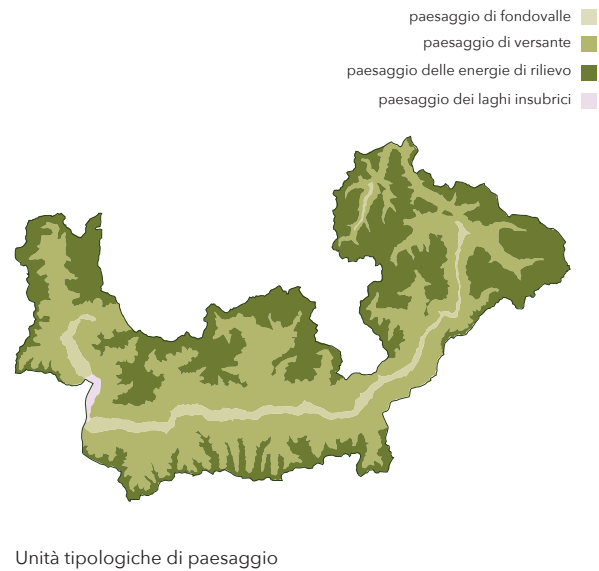 paesaggio di fondovalle
paesaggio di versante
paesaggio delle energie di rilievo
paesaggio dei laghi insubrici
Unità tipologiche di paesaggio